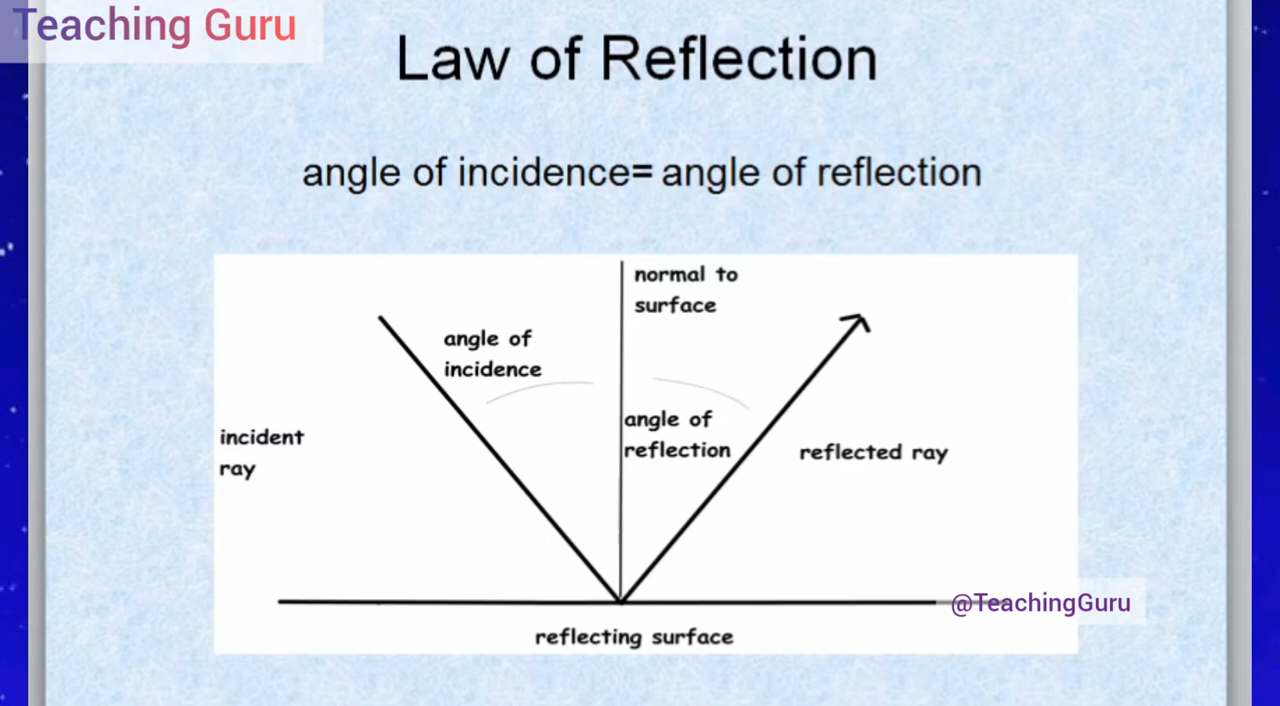 Teaching Guru
Law of Reflection
angle of incidence= angle of reflection
normal to
surface
angle of
incidence
angle of
reflection
incident
ray
reflected ray
@TeachingGuru
reflecting surface